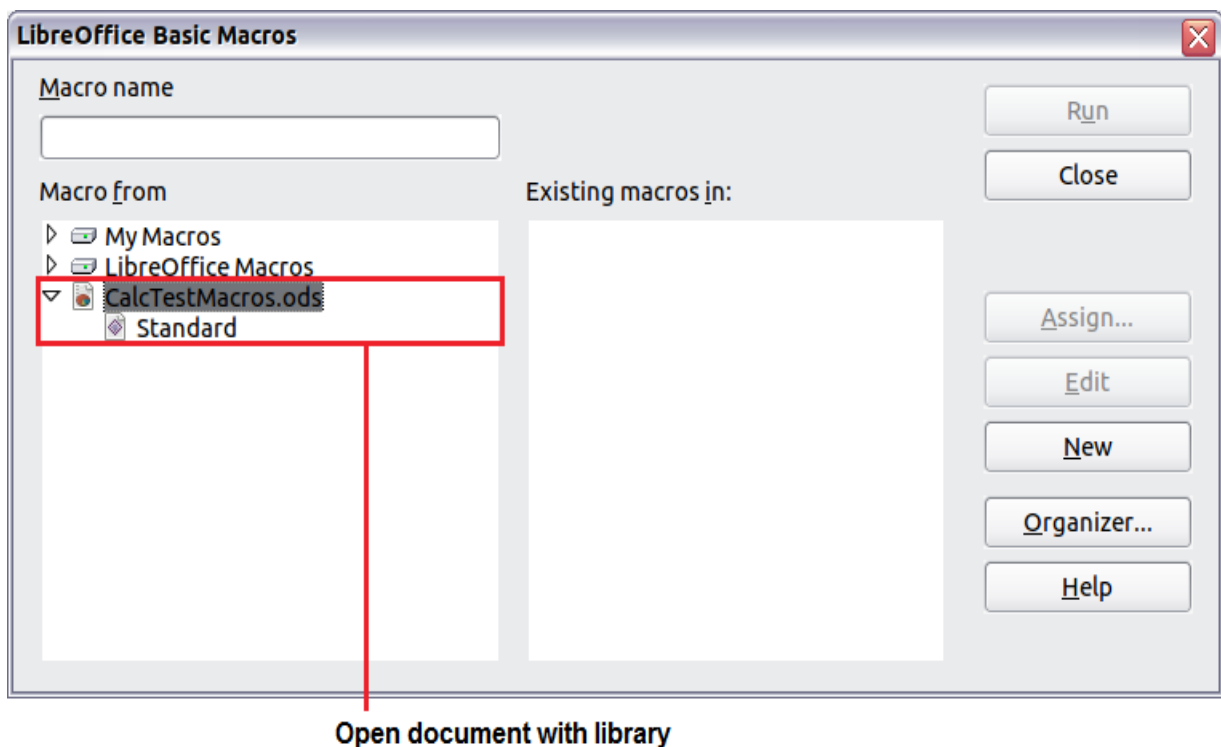 LibreOffice Basic Macros
Macro name
Run
Close
Macro from
Existing macros in:
My Macros
LibreOffice Macros
CalcTestMacros.ods
Standard
Assign...
Edit
New
Organizer...
Help
Open document with library